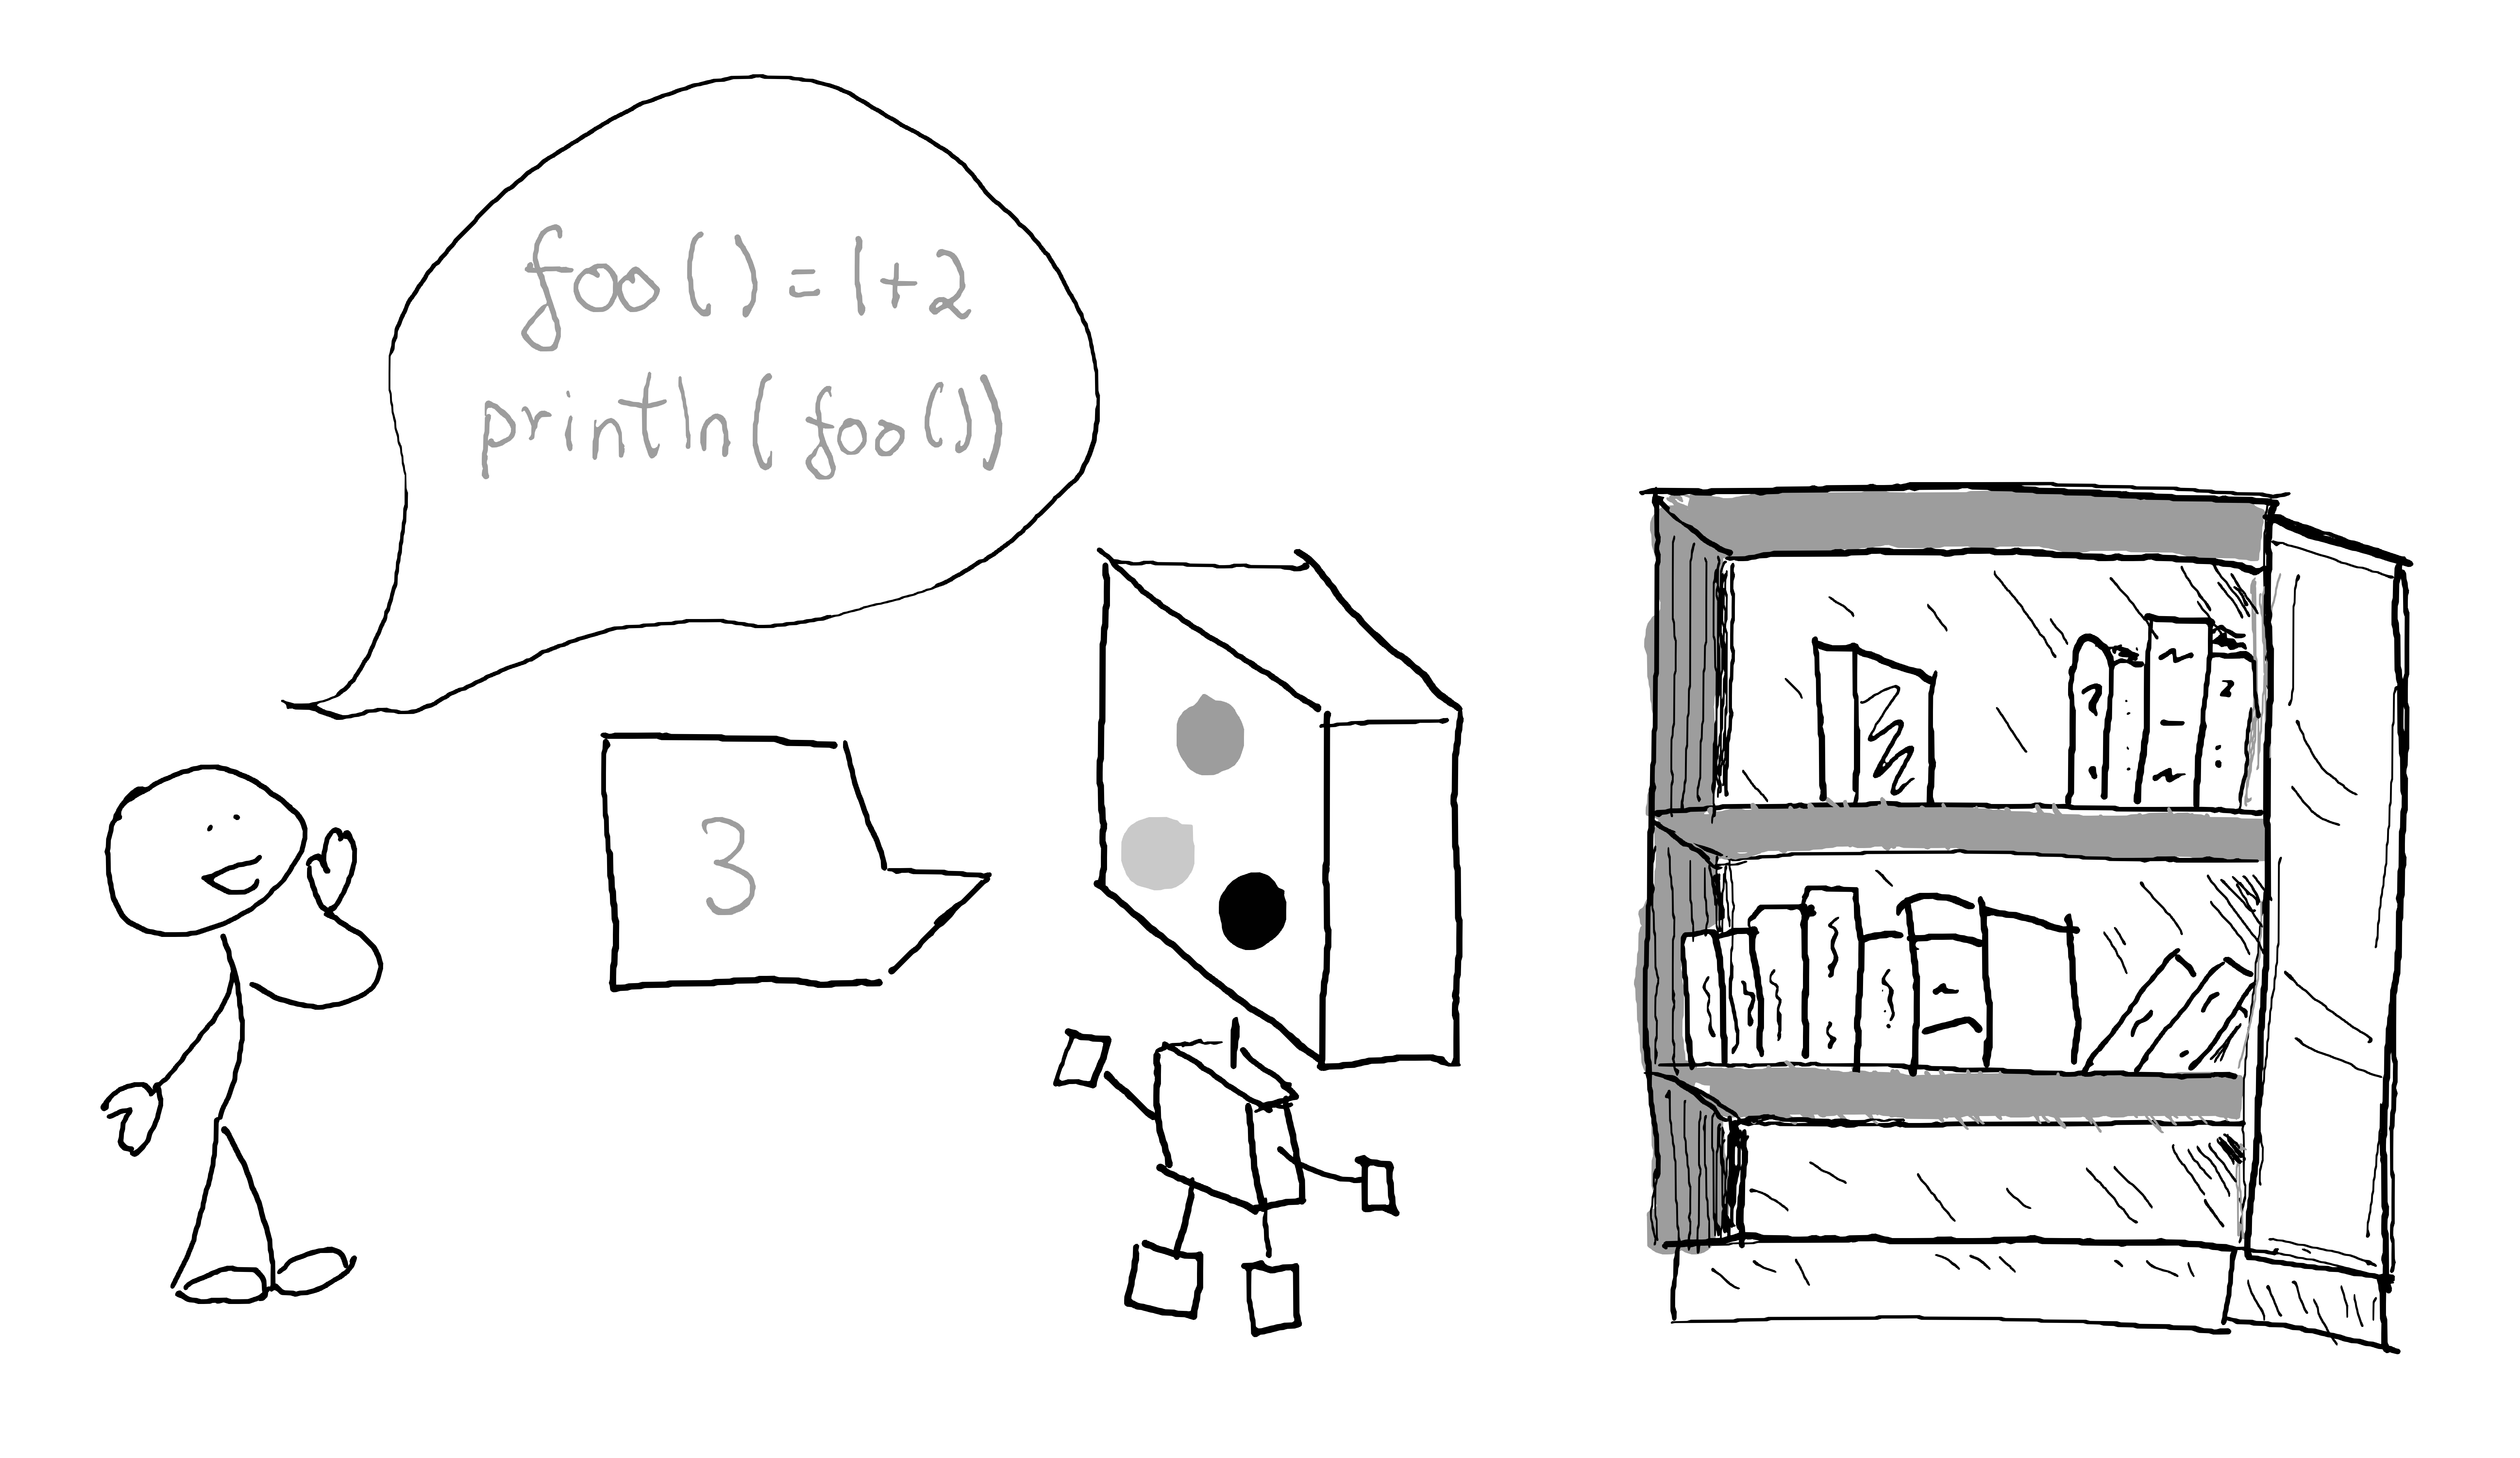 foo() = 1+2
println(foo())
3